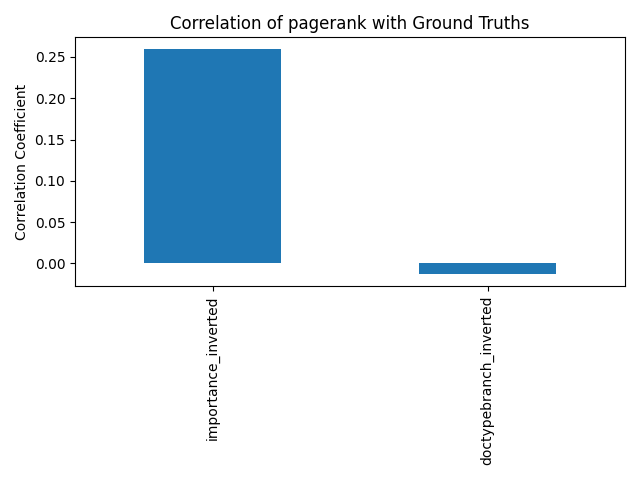 Correlation of pagerank with Ground Truths
Correlation Coefficient
0.25
0.20
0.15
0.10
0.05
0.00
importance_inverted
doctypebranch_inverted